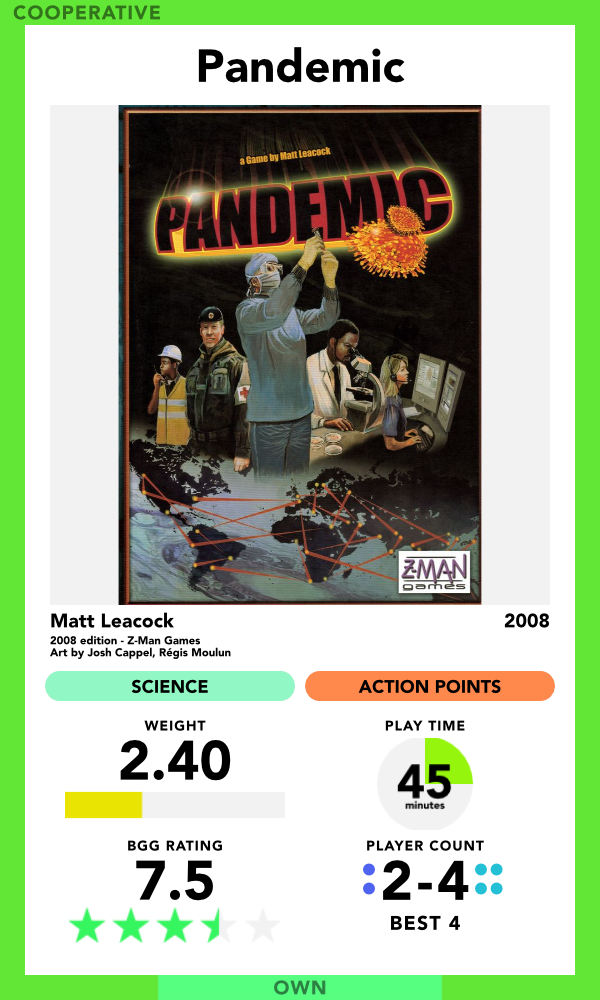 COOPERATIVE
Pandemic
a Game by Matt Leacock
PANDEMIC
Z-MAN
games
Matt Leacock 2008
2008 edition - Z-Man Games
Art by Josh Cappel, Régis Moulun
SCIENCE ACTION POINTS
WEIGHT PLAY TIME
2.40 45
minutes
BGG RATING PLAYER COUNT
7.5 2-4
BEST 4
OWN